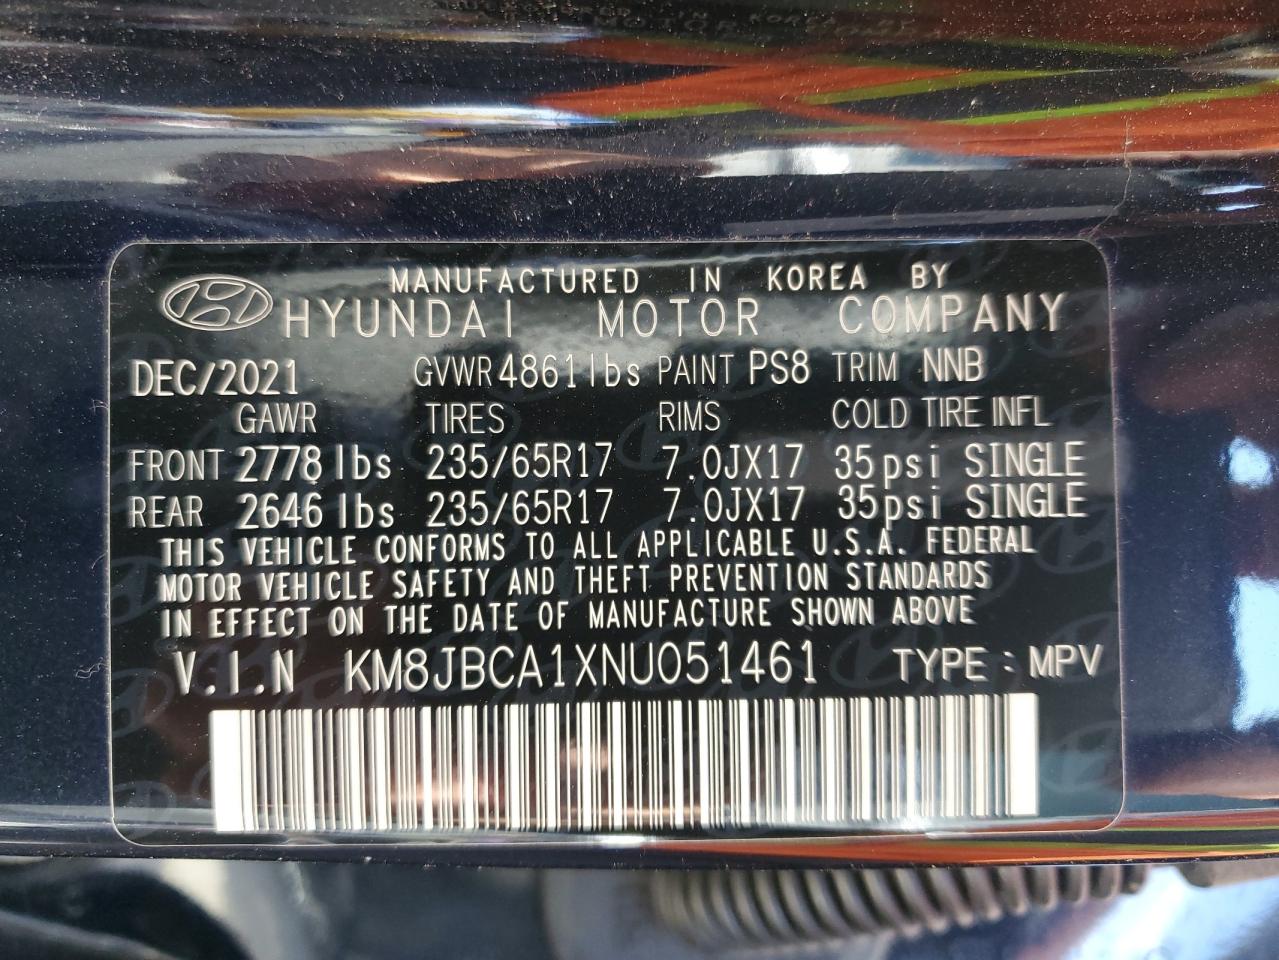 MANUFACTURED IN KOREA BY
HYUNDAI MOTOR COMPANY
DEC/2021 GVWR 4861lbs PAINT PS8 TRIM NNB
GAWR TIRES RIMS COLD TIRE INFL
FRONT 2778 lbs 235/65R17 7.0JX17 35psi SINGLE
REAR 2646 lbs 235/65R17 7.0JX17 35psi SINGLE
THIS VEHICLE CONFORMS TO ALL APPLICABLE U.S.A. FEDERAL
MOTOR VEHICLE SAFETY AND THEFT PREVENTION STANDARDS
IN EFFECT ON THE DATE OF MANUFACTURE SHOWN ABOVE
V.I.N KM8JBCA1XNU051461 TYPE : MPV